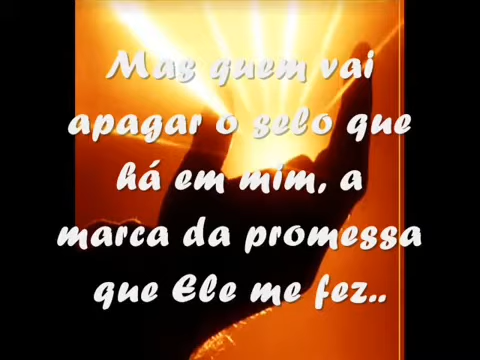 Mas quem vai
apagar o selo que
há em mim, a
marca da promessa
que Ele me fez..